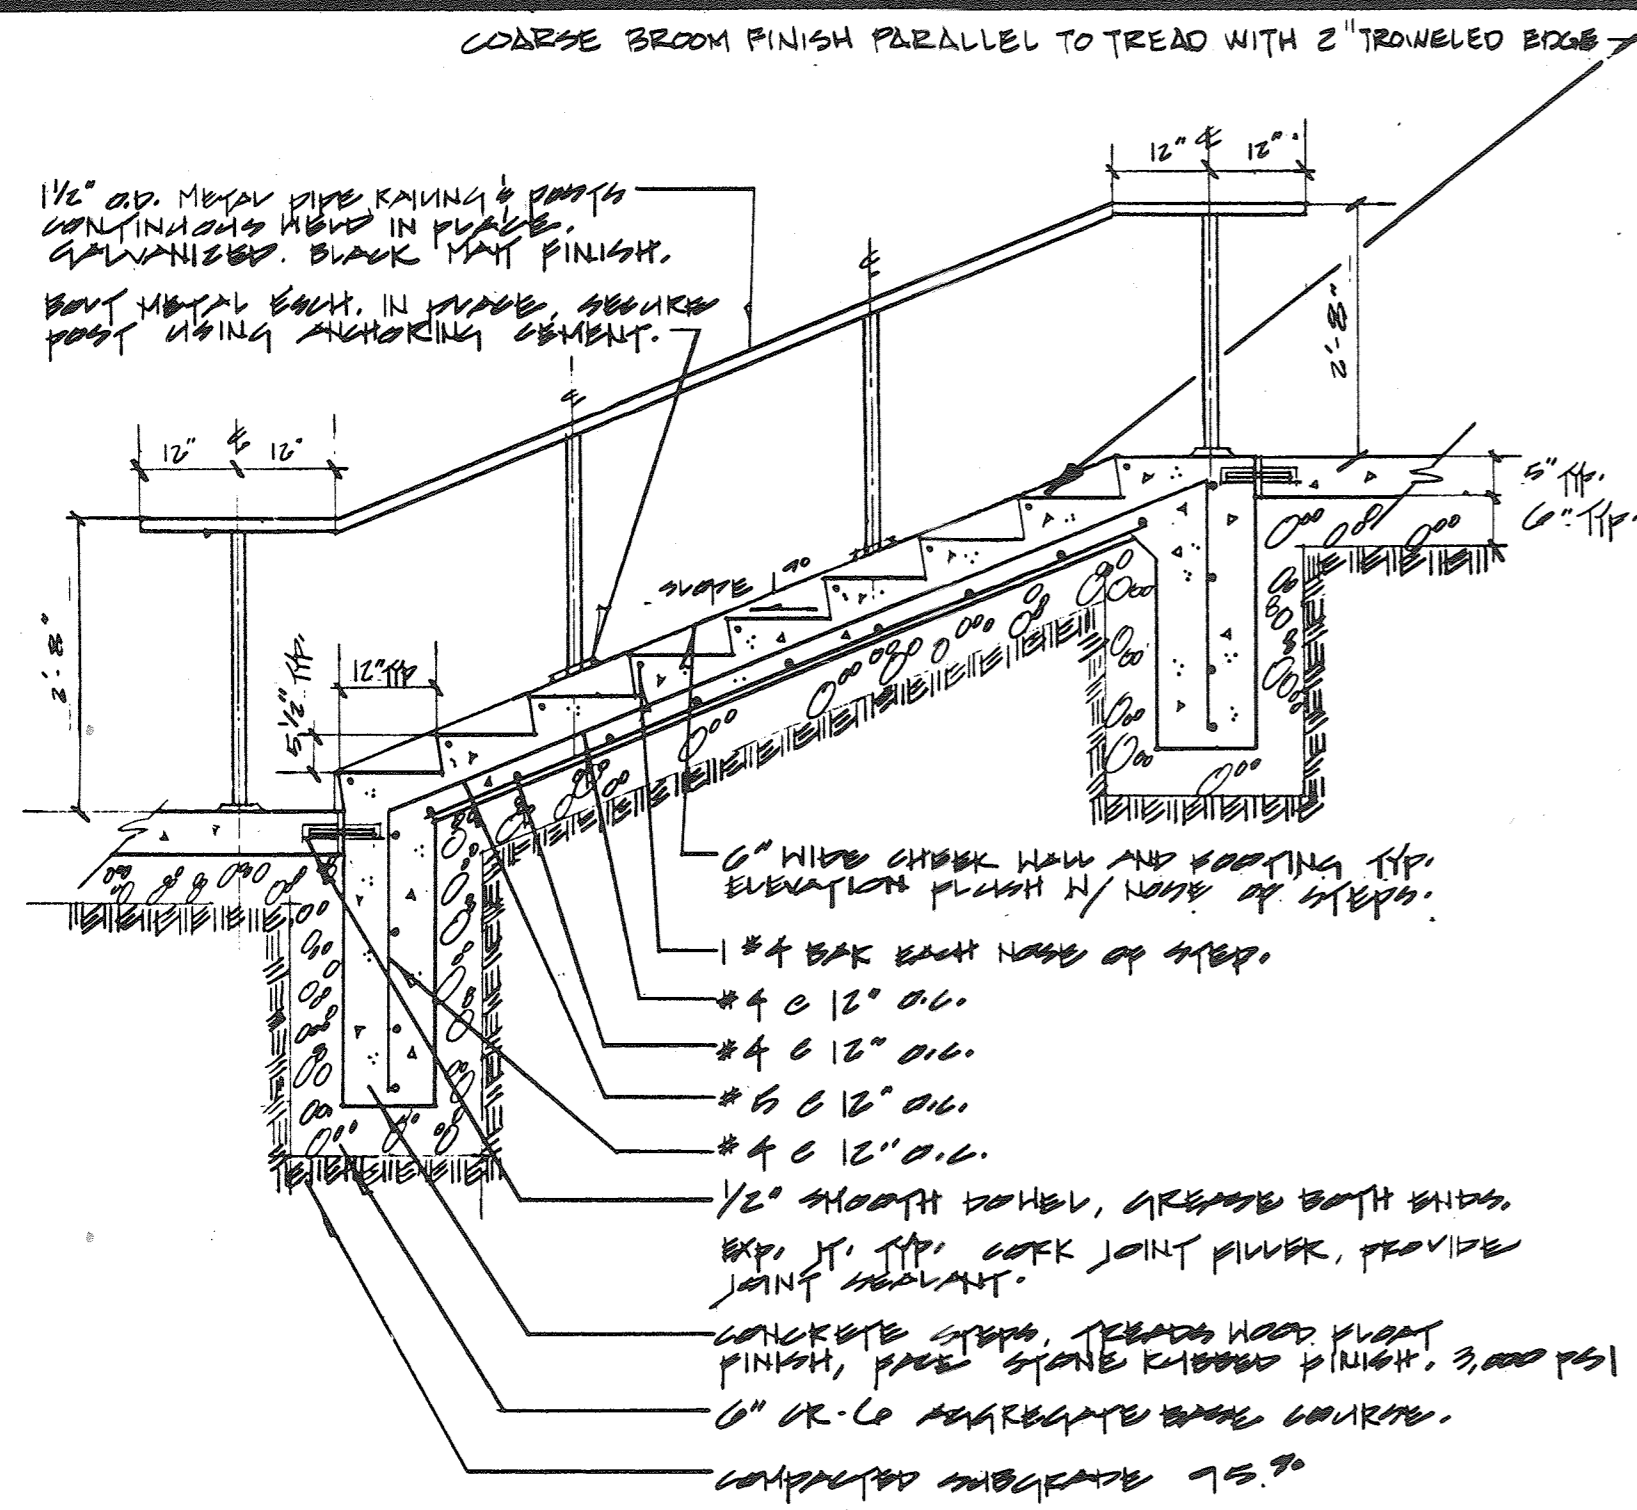 COARSE BROOM FINISH PARALLEL TO TREAD WITH 2" TROWELED EDGE
12" ℄ 12"
1½" O.D. METAL PIPE RAILING & POSTS
CONTINUOUS HELD IN PLACE.
GALVANIZED. BLACK MATT FINISH.
BOLT METAL ESCH. IN PLACE, SECURE
POST USING ANCHORING CEMENT.
℄
2'-8"
℄
12" ℄ 12"
5" TYP.
6" TYP.
SLOPE 1%
2'-8"
5½" TYP.
12" TYP
6" WIDE CHEEK WALL AND FOOTING TYP.
ELEVATION FLUSH W/ NOSE OF STEPS.
1 #4 BAR EACH NOSE OF STEP.
#4 @ 12" O.C.
#4 @ 12" O.C.
#5 @ 12" O.C.
#4 @ 12" O.C.
1/2" SMOOTH DOWEL, GREASE BOTH ENDS.
EXP. JT. TYP. CORK JOINT FILLER, PROVIDE
JOINT SEALANT.
CONCRETE STEPS, TREADS WOOD FLOAT
FINISH, FACE STONE RUBBED FINISH. 3,000 PSI
6" CR-6 AGGREGATE BASE COURSE.
COMPACTED SUBGRADE 95.%